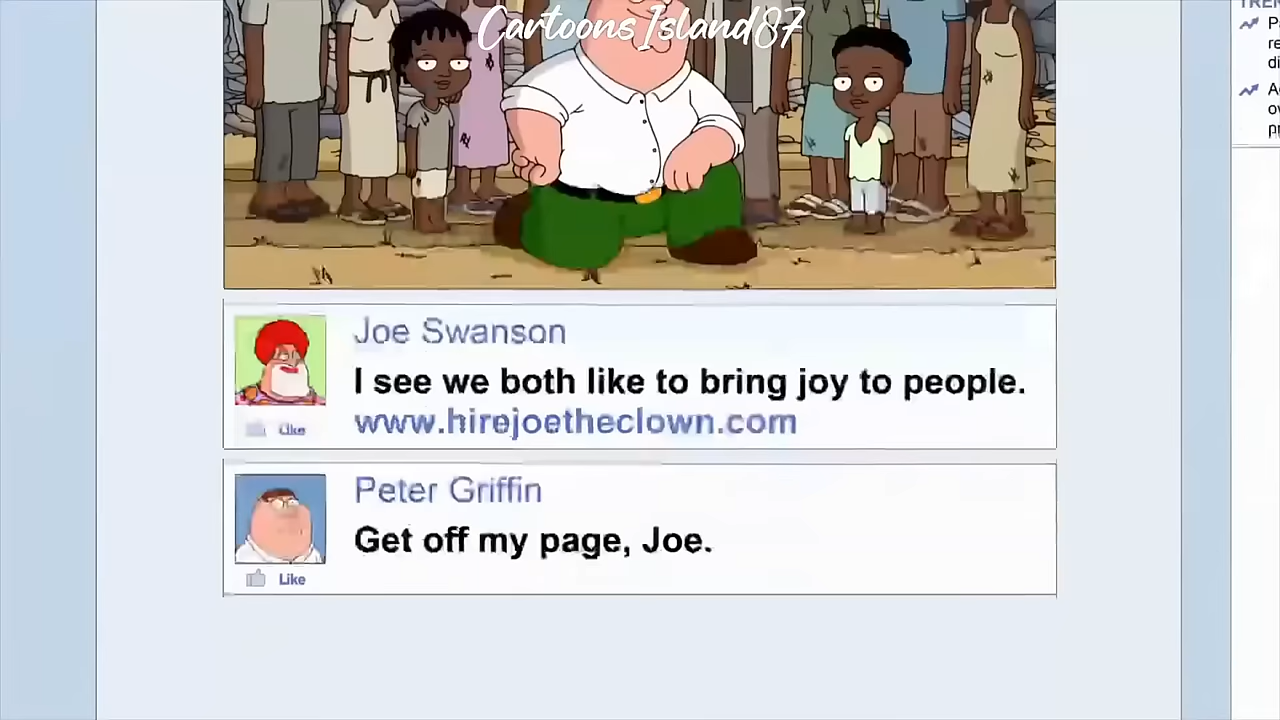 Cartoons Island87
Joe Swanson
I see we both like to bring joy to people.
www.hirejoetheclown.com
Like
Peter Griffin
Get off my page, Joe.
Like